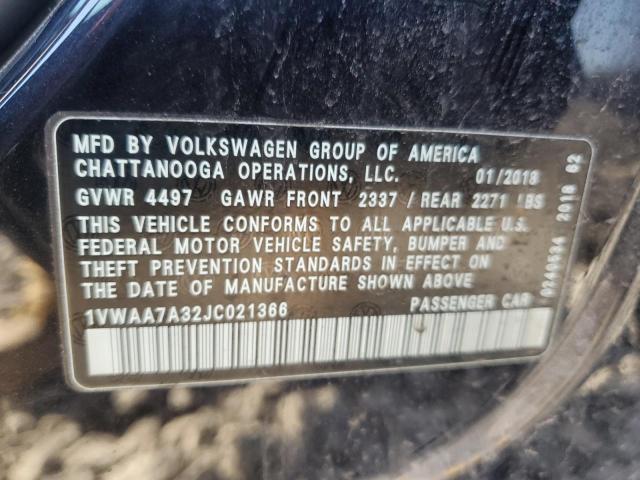 MFD BY VOLKSWAGEN GROUP OF AMERICA
CHATTANOOGA OPERATIONS, LLC. 01/2018
GVWR 4497 GAWR FRONT 2337 / REAR 2271 LBS
THIS VEHICLE CONFORMS TO ALL APPLICABLE U.S.
FEDERAL MOTOR VEHICLE SAFETY, BUMPER AND
THEFT PREVENTION STANDARDS IN EFFECT ON
THE DATE OF MANUFACTURE SHOWN ABOVE
1VWAA7A32JC021366 PASSENGER CAR
2018 02